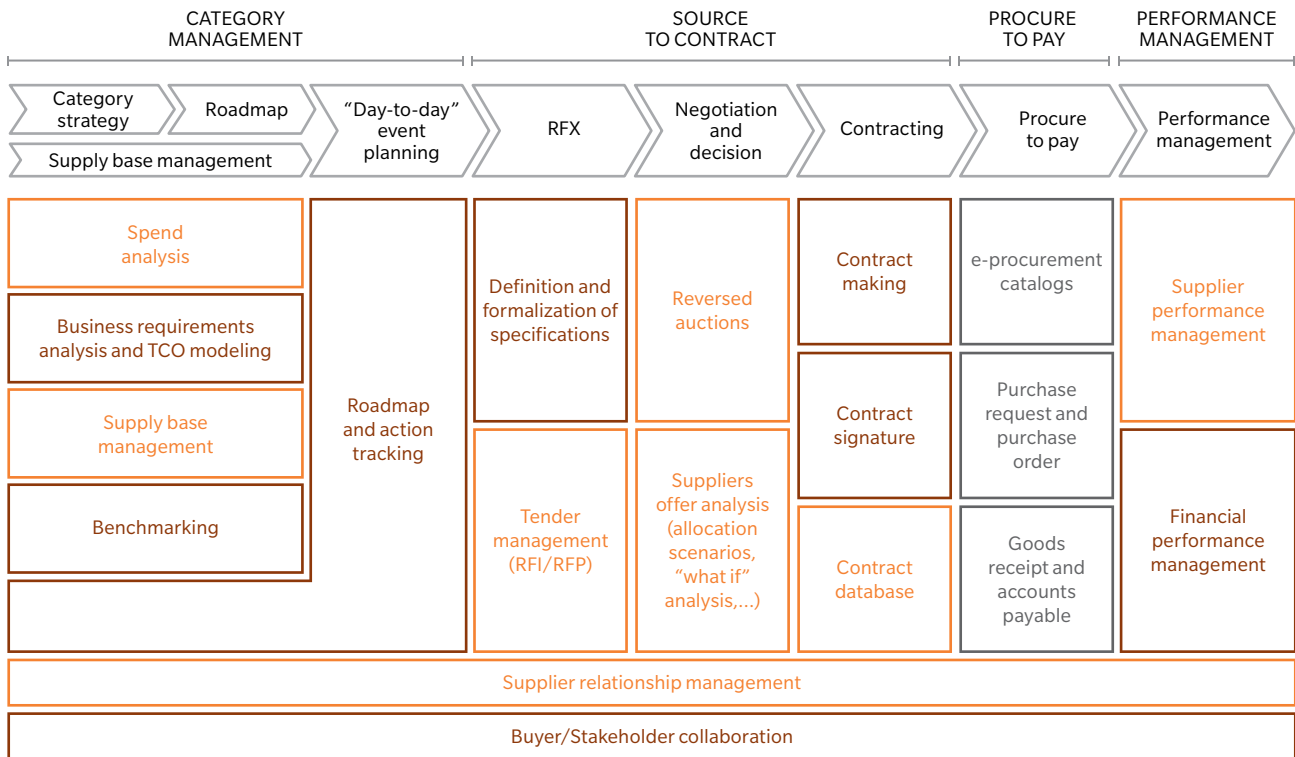 CATEGORY
MANAGEMENT
SOURCE
TO CONTRACT
PROCURE
TO PAY
PERFORMANCE
MANAGEMENT
Category
strategy
Roadmap
Supply base management
“Day-to-day”
event
planning
RFX
Negotiation
and
decision
Contracting
Procure
to pay
Performance
management
Spend
analysis
Business requirements
analysis and TCO modeling
Supply base
management
Benchmarking
Roadmap
and action
tracking
Definition and
formalization of
specifications
Tender
management
(RFI/RFP)
Reversed
auctions
Suppliers
offer analysis
(allocation
scenarios,
“what if”
analysis,...)
Contract
making
Contract
signature
Contract
database
e-procurement
catalogs
Purchase
request and
purchase
order
Goods
receipt and
accounts
payable
Supplier
performance
management
Financial
performance
management
Supplier relationship management
Buyer/Stakeholder collaboration